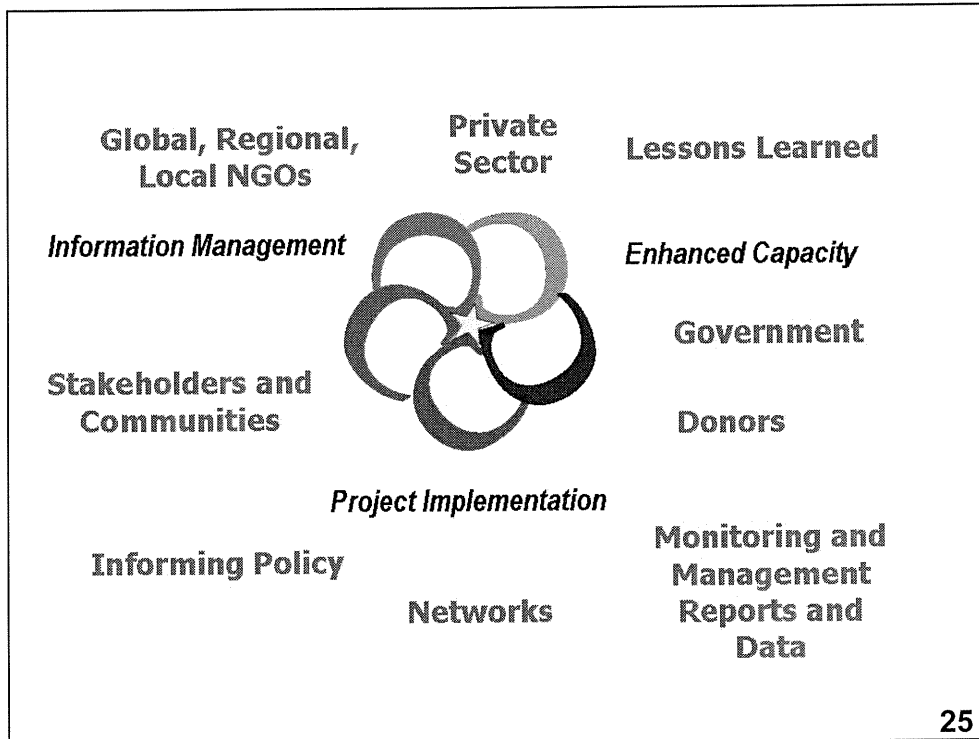 Global, Regional,
Local NGOs
Private
Sector
Lessons Learned
Information Management
Enhanced Capacity
Government
Stakeholders and
Communities
Donors
Project Implementation
Informing Policy
Networks
Monitoring and
Management
Reports and
Data
25